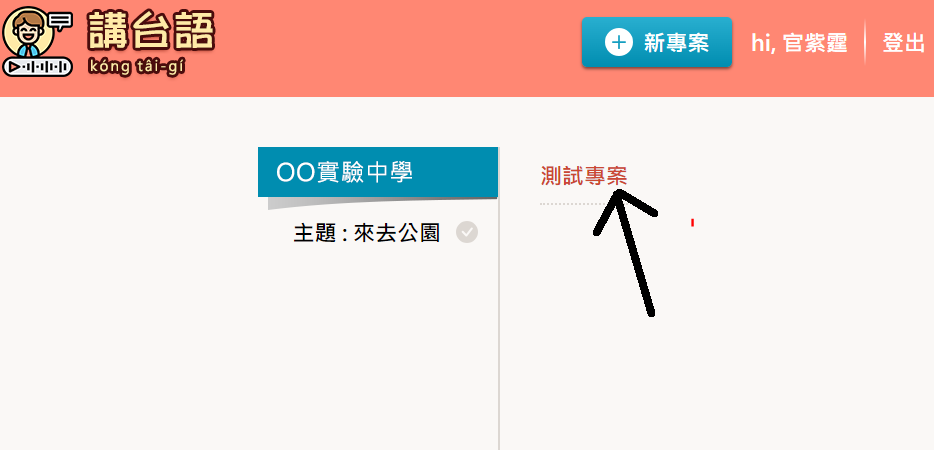 講台語
kóng tâi-gí
新專案
hi, 官紫霆
登出
OO實驗中學
測試專案
主題 : 來去公園